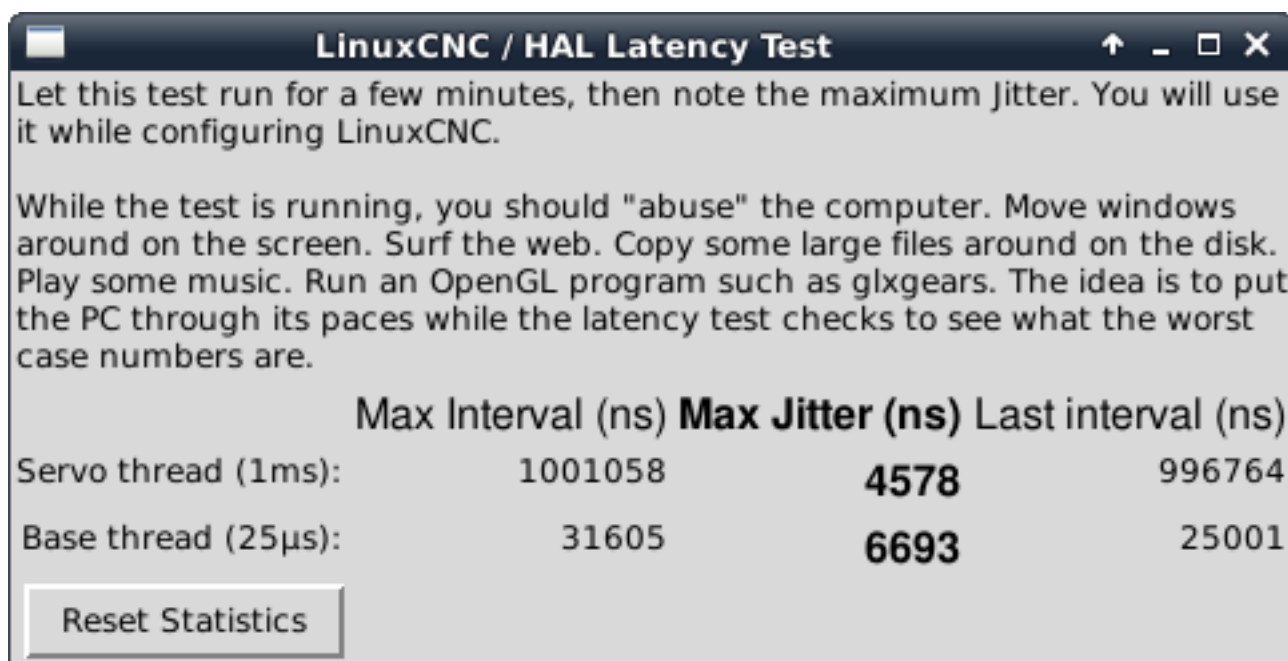 LinuxCNC / HAL Latency Test
Let this test run for a few minutes, then note the maximum Jitter. You will use
it while configuring LinuxCNC.
While the test is running, you should "abuse" the computer. Move windows
around on the screen. Surf the web. Copy some large files around on the disk.
Play some music. Run an OpenGL program such as glxgears. The idea is to put
the PC through its paces while the latency test checks to see what the worst
case numbers are.
Max Interval (ns) Max Jitter (ns) Last interval (ns)
Servo thread (1ms): 1001058 4578 996764
Base thread (25µs): 31605 6693 25001
Reset Statistics